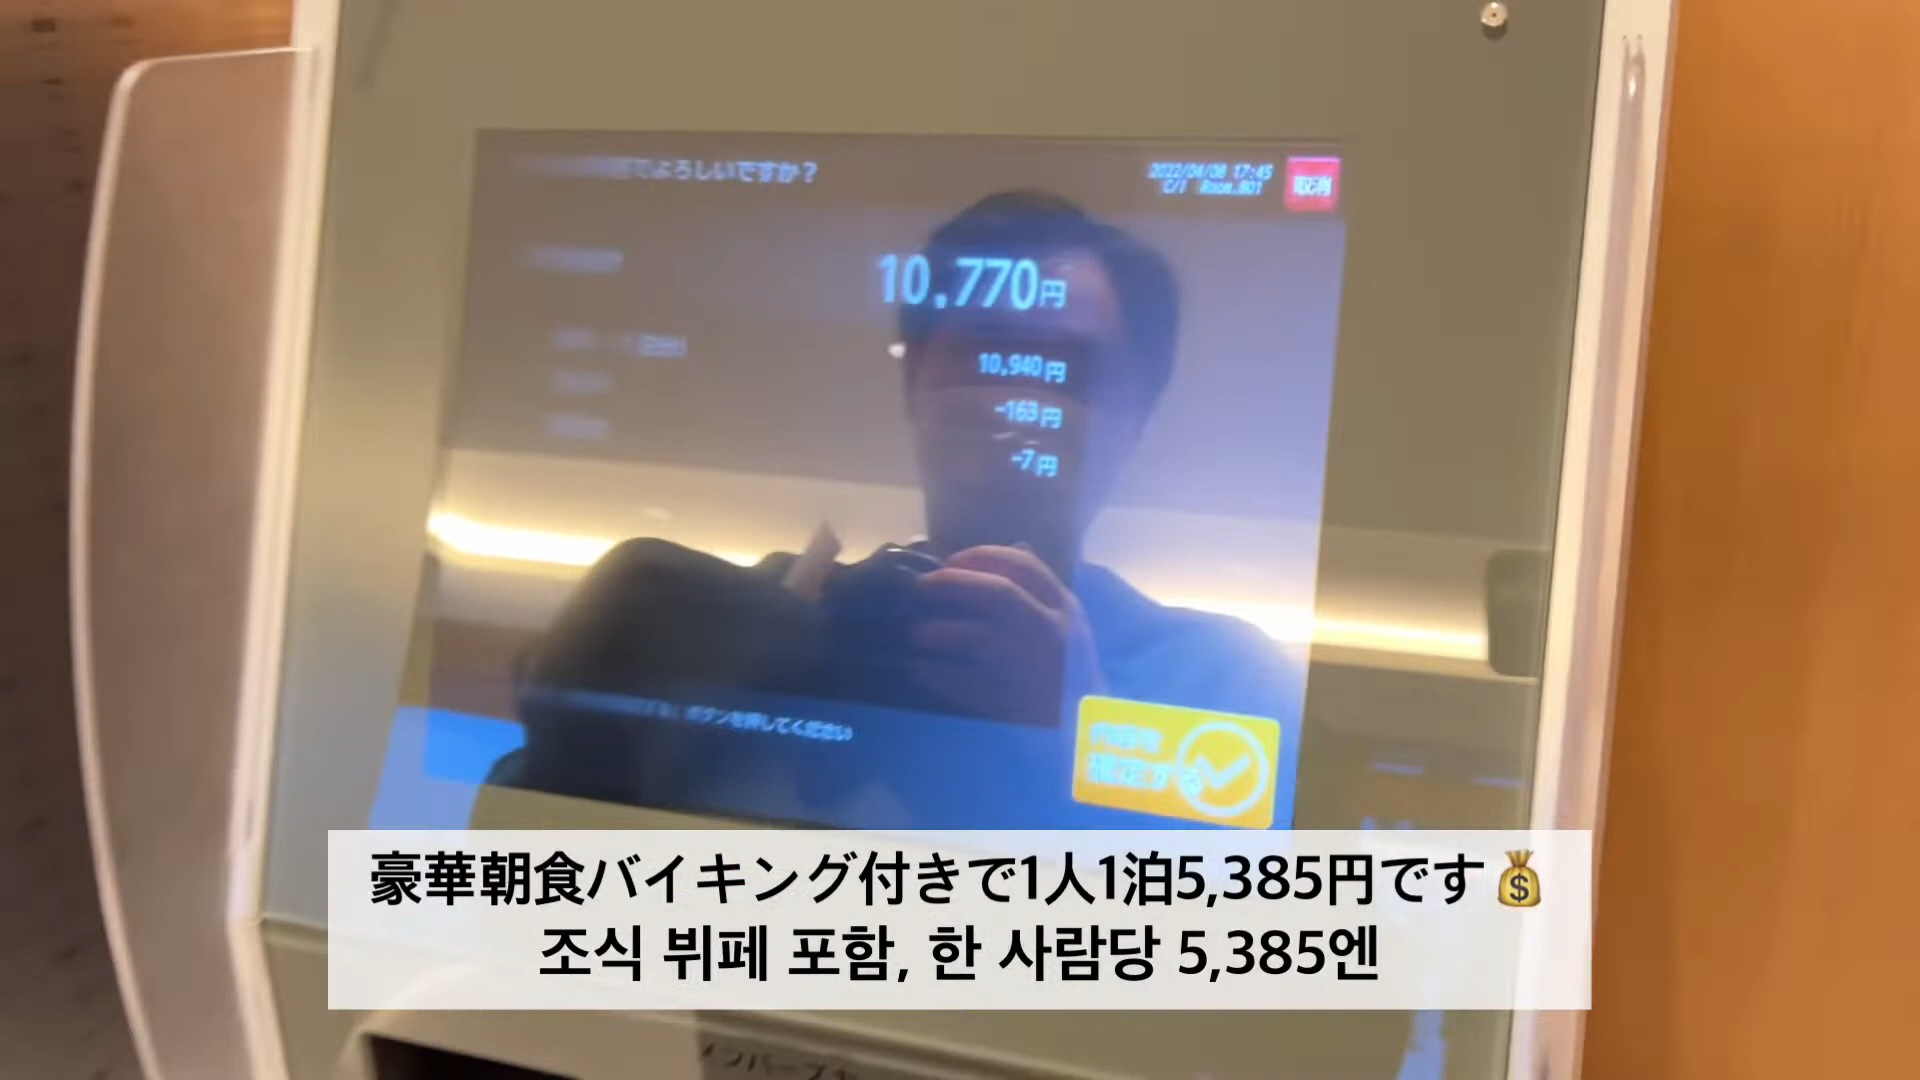 でよろしいですか？
2022/04/08 17:45
C/I Room.801
取消
10,770円
10,940円
-163円
-7円
ボタンを押してください
確定する
豪華朝食バイキング付きで1人1泊5,385円です💰
조식 뷔페 포함, 한 사람당 5,385엔